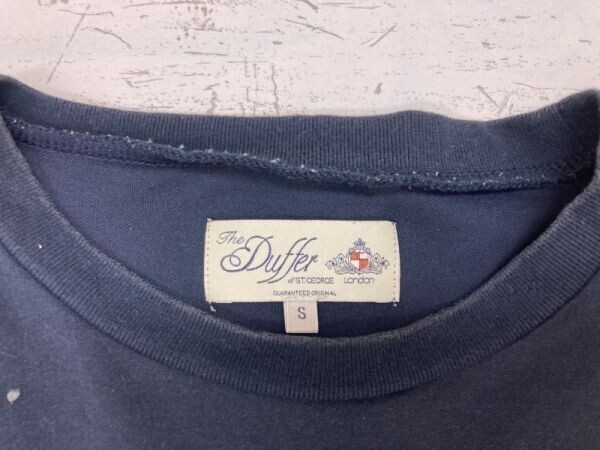 The
Duffer
of ST. GEORGE London
GUARANTEED ORIGINAL
S